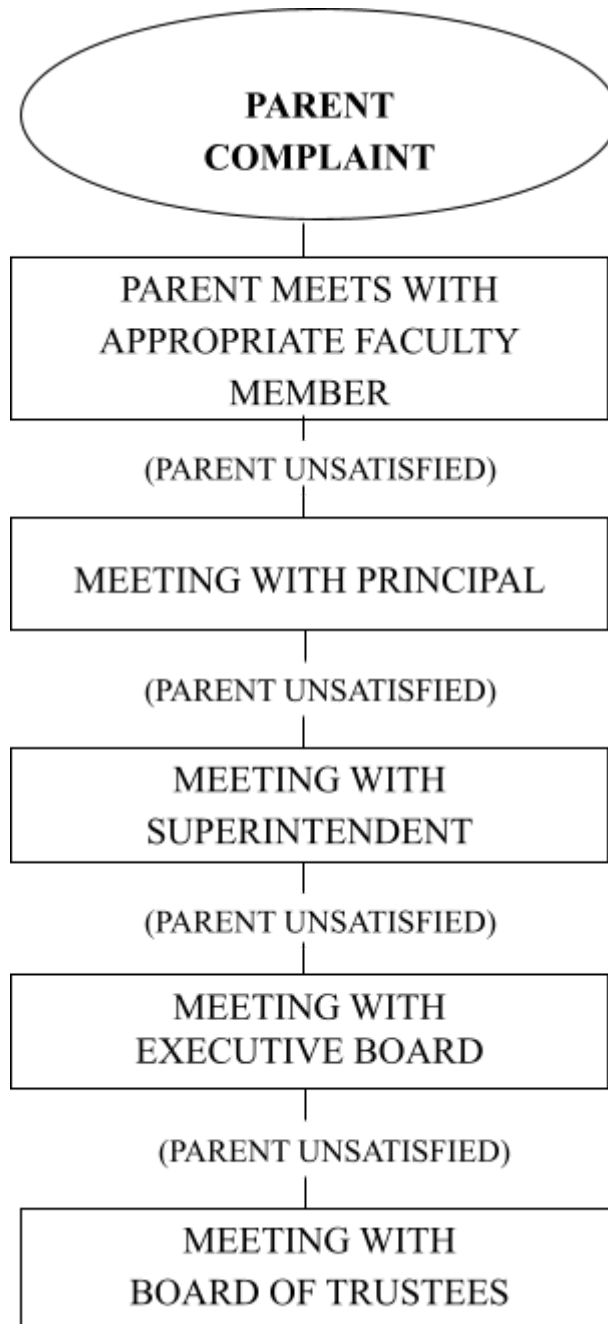 PARENT
COMPLAINT
PARENT MEETS WITH
APPROPRIATE FACULTY
MEMBER
(PARENT UNSATISFIED)
MEETING WITH PRINCIPAL
(PARENT UNSATISFIED)
MEETING WITH
SUPERINTENDENT
(PARENT UNSATISFIED)
MEETING WITH
EXECUTIVE BOARD
(PARENT UNSATISFIED)
MEETING WITH
BOARD OF TRUSTEES